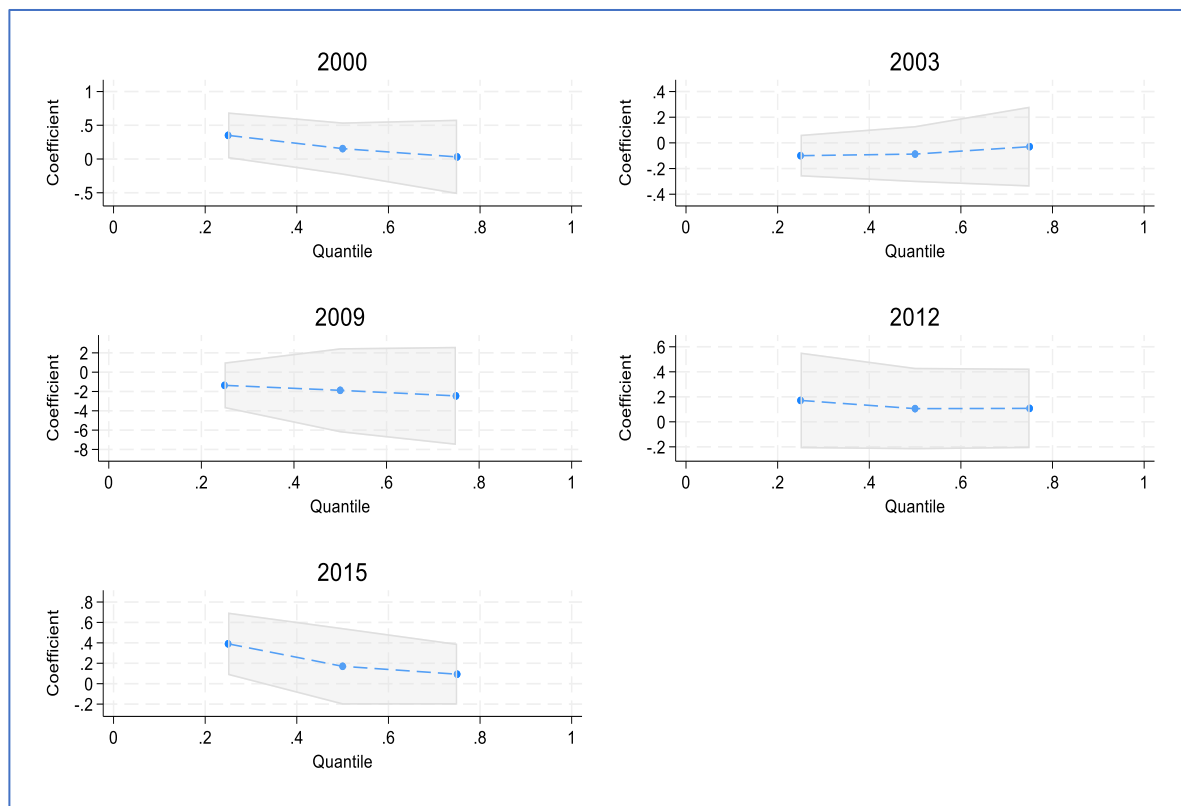 2000
Coefficient
1
.5
0
-.5
0 .2 .4 .6 .8 1
Quantile
2003
Coefficient
.4
.2
0
-.2
-.4
0 .2 .4 .6 .8 1
Quantile
2009
Coefficient
2
0
-2
-4
-6
-8
0 .2 .4 .6 .8 1
Quantile
2012
Coefficient
.6
.4
.2
0
-.2
0 .2 .4 .6 .8 1
Quantile
2015
Coefficient
.8
.6
.4
.2
0
-.2
0 .2 .4 .6 .8 1
Quantile